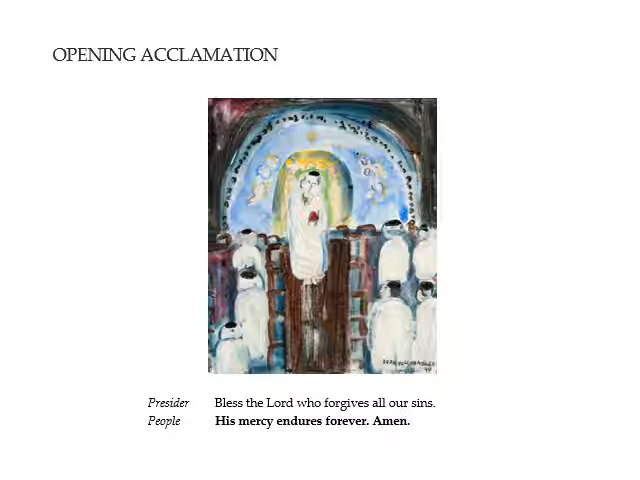 OPENING ACCLAMATION
Presider Bless the Lord who forgives all our sins.
People His mercy endures forever. Amen.